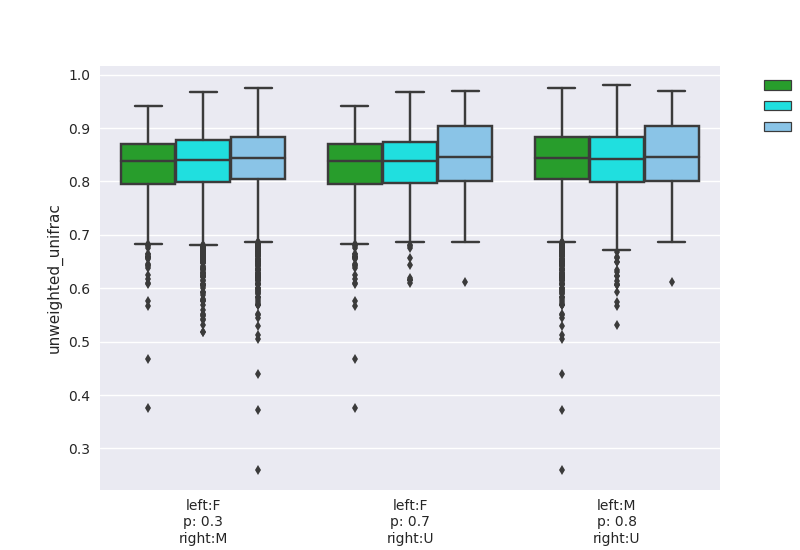 1.0
0.9
0.8
0.7
0.6
0.5
0.4
0.3
unweighted_unifrac
left:F
p: 0.3
right:M
left:F
p: 0.7
right:U
left:M
p: 0.8
right:U